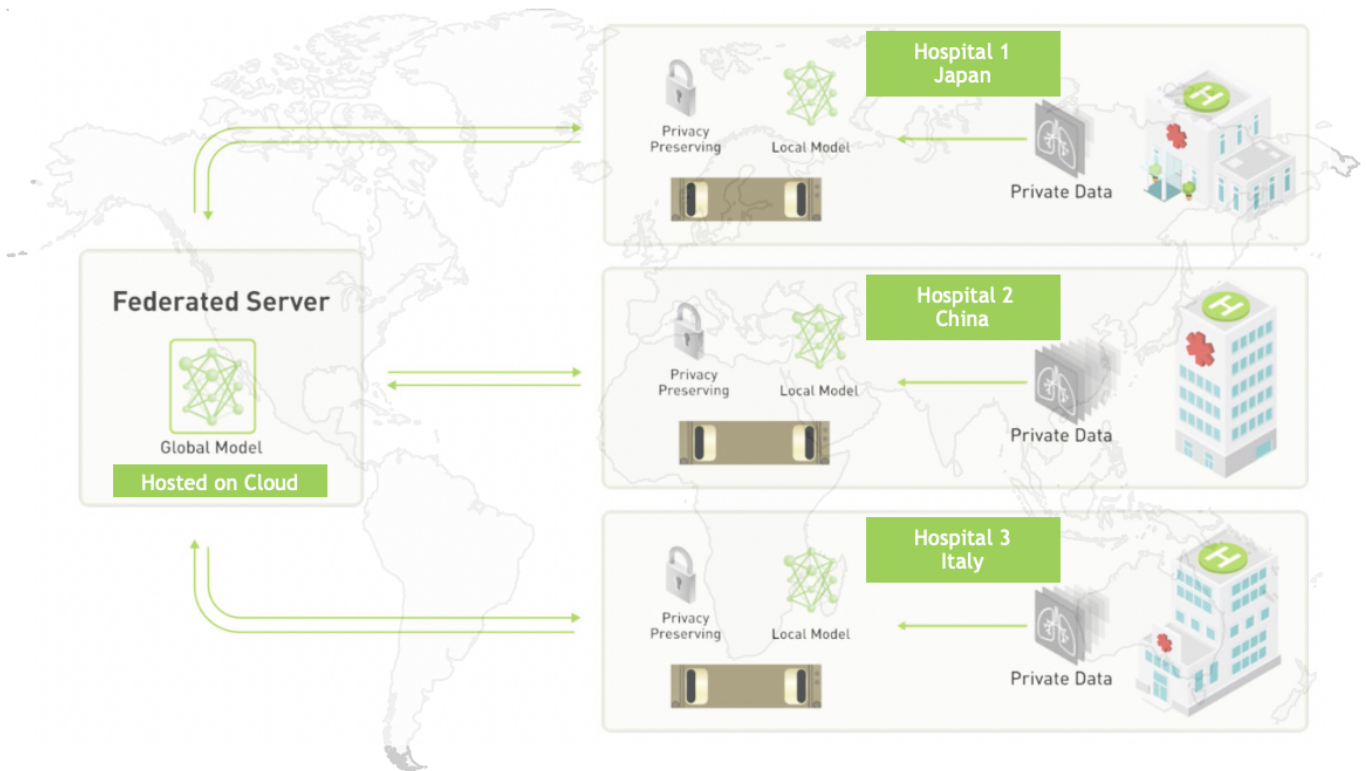 Hospital 1
Japan
Privacy
Preserving
Local Model
Private Data
Federated Server
Global Model
Hosted on Cloud
Hospital 2
China
Privacy
Preserving
Local Model
Private Data
Hospital 3
Italy
Privacy
Preserving
Local Model
Private Data